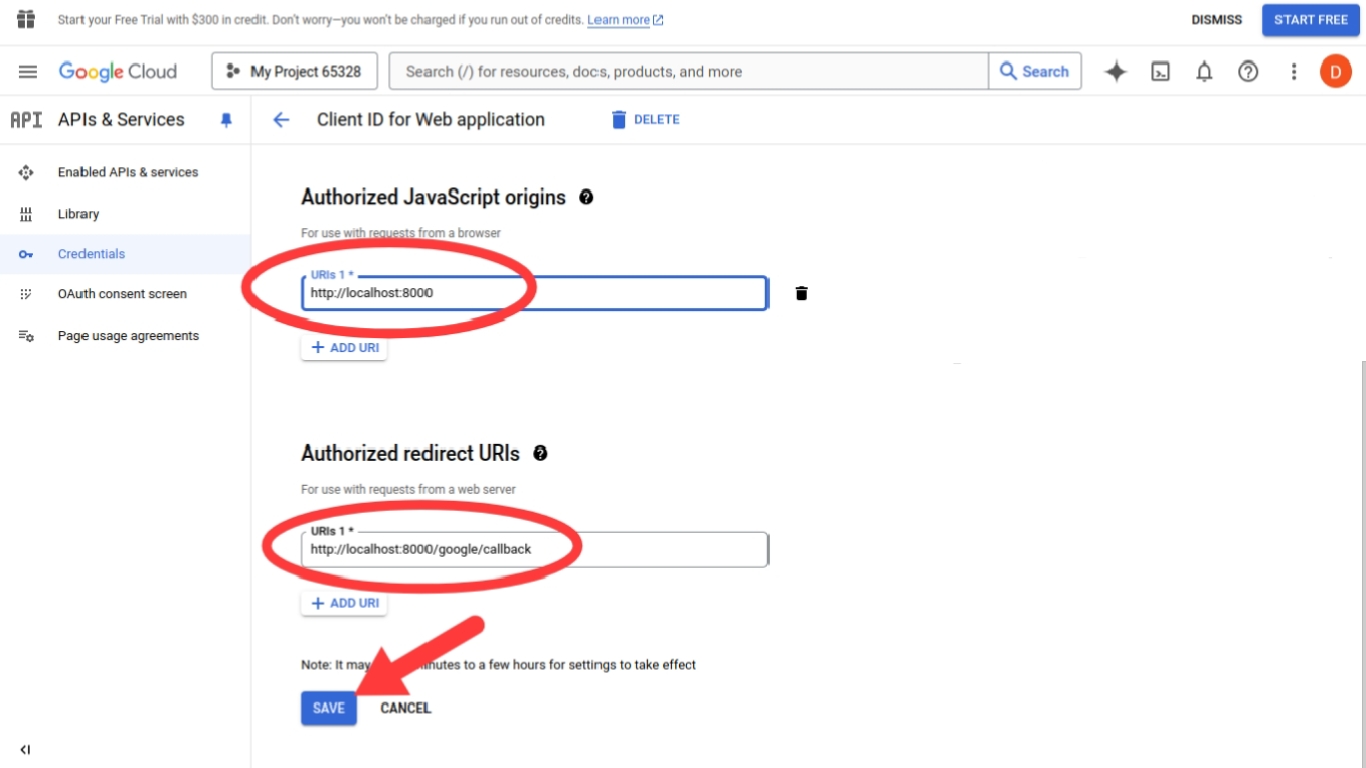 Start your Free Trial with $300 in credit. Don't worry—you won't be charged if you run out of credits. Learn more
DISMISS
START FREE
Google Cloud
My Project 65328
Search (/) for resources, docs, products, and more
Search
D
API APIs & Services
Client ID for Web application
DELETE
Enabled APIs & services
Library
Credentials
OAuth consent screen
Page usage agreements
Authorized JavaScript origins
For use with requests from a browser
URIs 1 *
http://localhost:8000
+ ADD URI
Authorized redirect URIs
For use with requests from a web server
URIs 1 *
http://localhost:8000/google/callback
+ ADD URI
Note: It may to a few hours for settings to take effect
SAVE
CANCEL